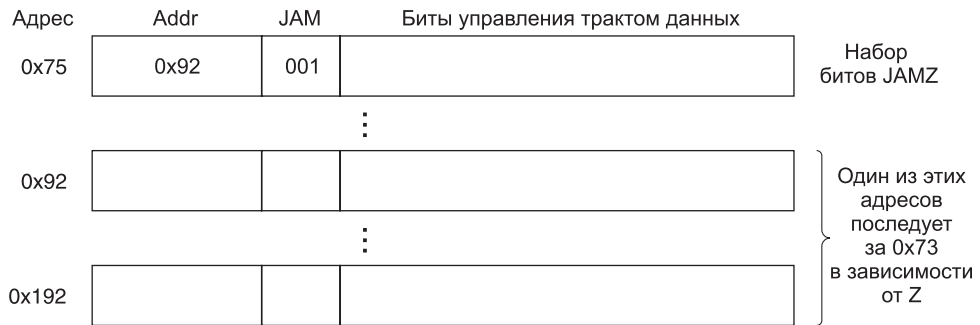 Адрес Addr JAM Биты управления трактом данных
0x75 0x92 001
Набор
битов JAMZ
0x92
Один из этих
адресов
последует
за 0x73
в зависимости
от Z
0x192